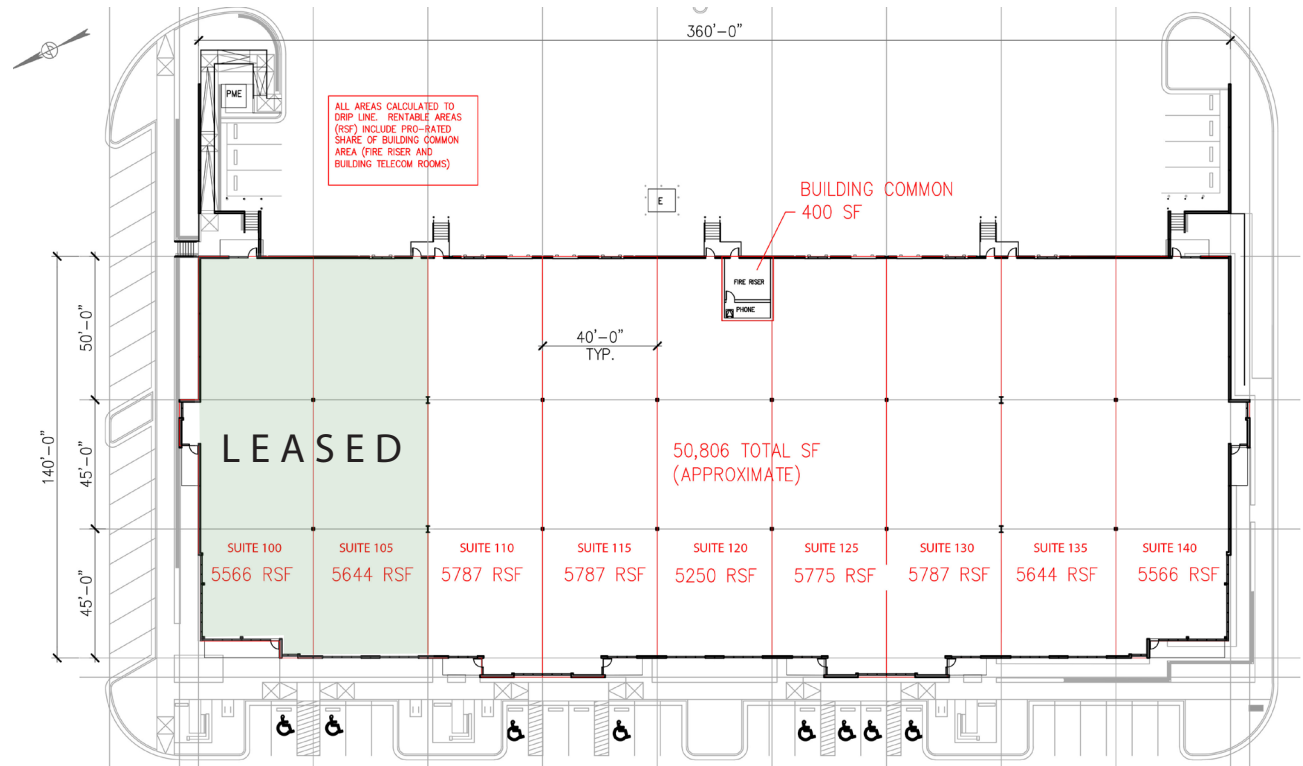 360'-0"
PME
ALL AREAS CALCULATED TO
DRIP LINE. RENTABLE AREAS
(RSF) INCLUDE PRO-RATED
SHARE OF BUILDING COMMON
AREA (FIRE RISER AND
BUILDING TELECOM ROOMS)
E
BUILDING COMMON
400 SF
FIRE RISER
PHONE
50'-0"
40'-0"
TYP.
140'-0"
45'-0"
LEASED
50,806 TOTAL SF
(APPROXIMATE)
45'-0"
SUITE 100
5566 RSF
SUITE 105
5644 RSF
SUITE 110
5787 RSF
SUITE 115
5787 RSF
SUITE 120
5250 RSF
SUITE 125
5775 RSF
SUITE 130
5787 RSF
SUITE 135
5644 RSF
SUITE 140
5566 RSF